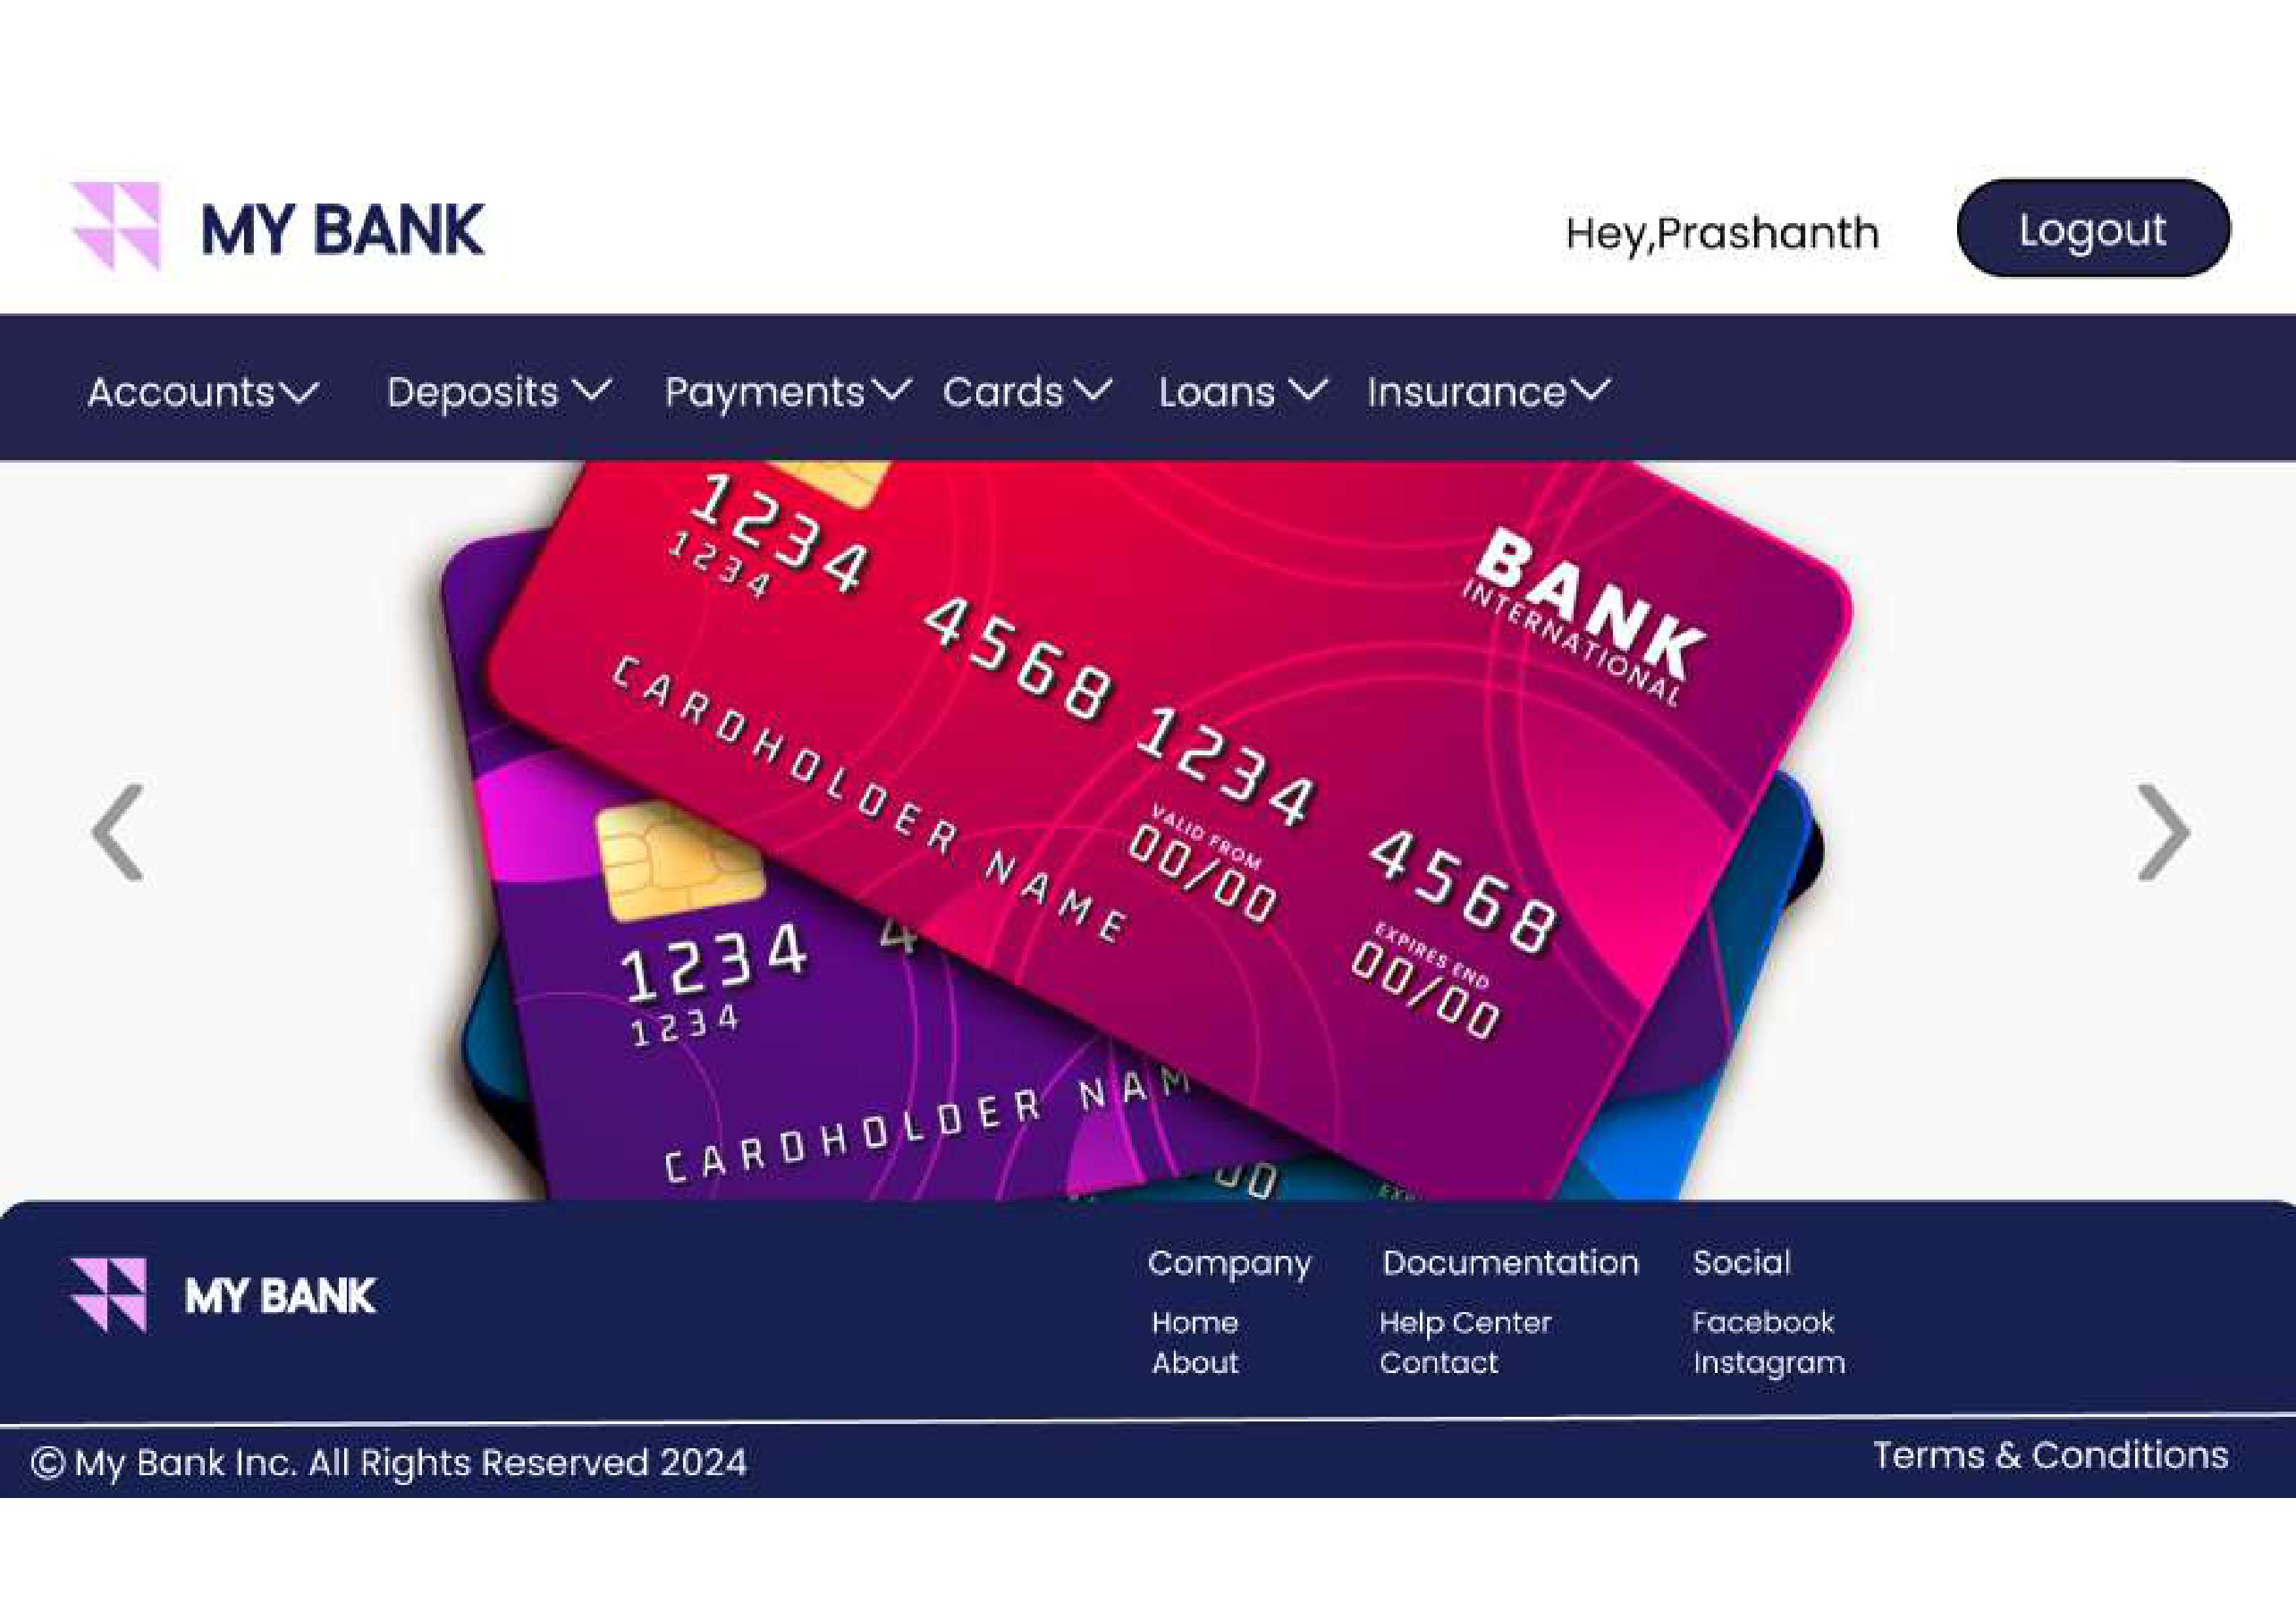 MY BANK
Hey,Prashanth
Logout
Accounts
Deposits
Payments
Cards
Loans
Insurance
1234 4568 1234 4568
1234
CARDHOLDER NAME
VALID FROM
00/00
EXPIRES END
00/00
BANK
INTERNATIONAL
1234 4
1234
CARDHOLDER NAM
00
MY BANK
Company
Home
About
Documentation
Help Center
Contact
Social
Facebook
Instagram
© My Bank Inc. All Rights Reserved 2024
Terms & Conditions